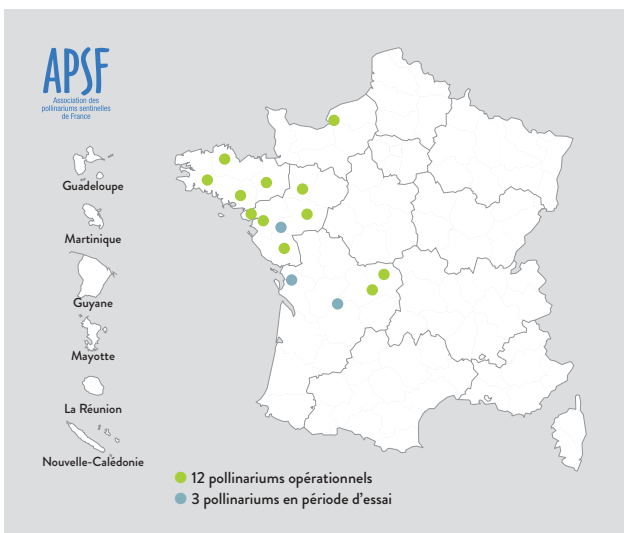 APSF
Association des
pollinariums sentinelles
de France
Guadeloupe
Martinique
Guyane
Mayotte
La Réunion
Nouvelle-Calédonie
12 pollinariums opérationnels
3 pollinariums en période d'essai